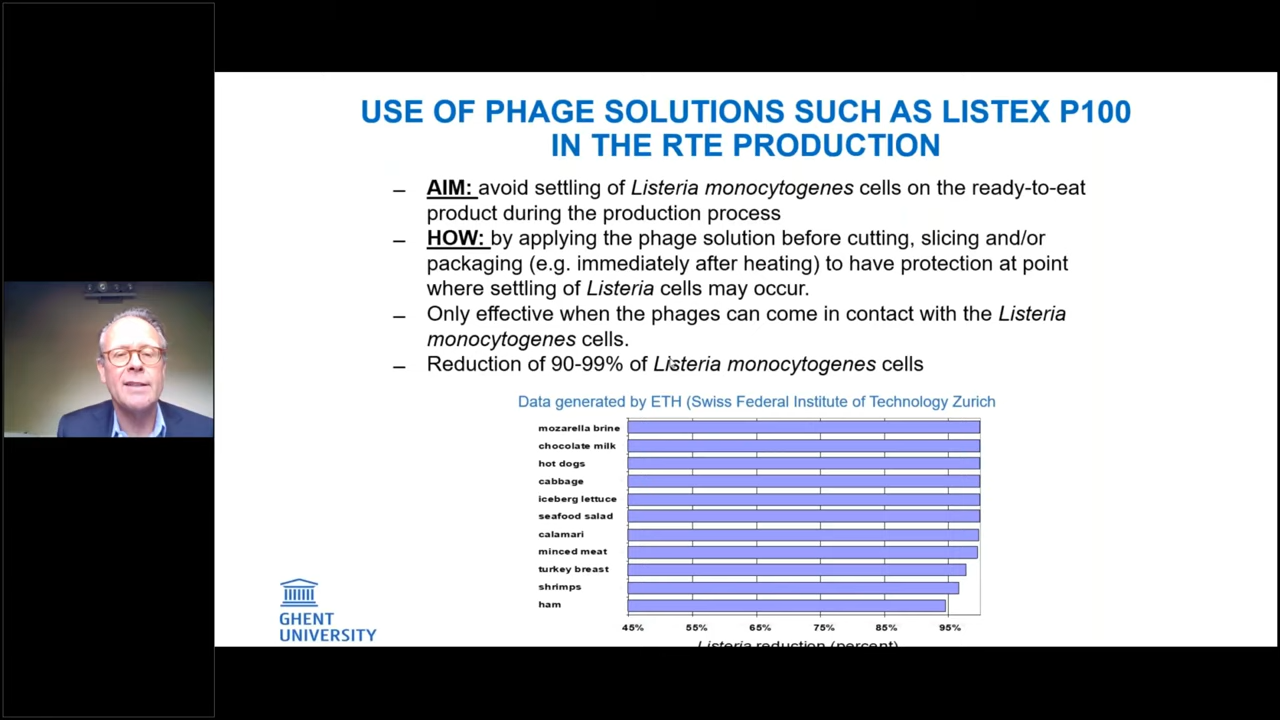 USE OF PHAGE SOLUTIONS SUCH AS LISTEX P100
IN THE RTE PRODUCTION
– AIM: avoid settling of Listeria monocytogenes cells on the ready-to-eat
product during the production process
– HOW: by applying the phage solution before cutting, slicing and/or
packaging (e.g. immediately after heating) to have protection at point
where settling of Listeria cells may occur.
– Only effective when the phages can come in contact with the Listeria
monocytogenes cells.
– Reduction of 90-99% of Listeria monocytogenes cells
Data generated by ETH (Swiss Federal Institute of Technology Zurich
mozarella brine
chocolate milk
hot dogs
cabbage
iceberg lettuce
seafood salad
calamari
minced meat
turkey breast
shrimps
ham
45% 55% 65% 75% 85% 95%
Listeria reduction (percent)
GHENT
UNIVERSITY